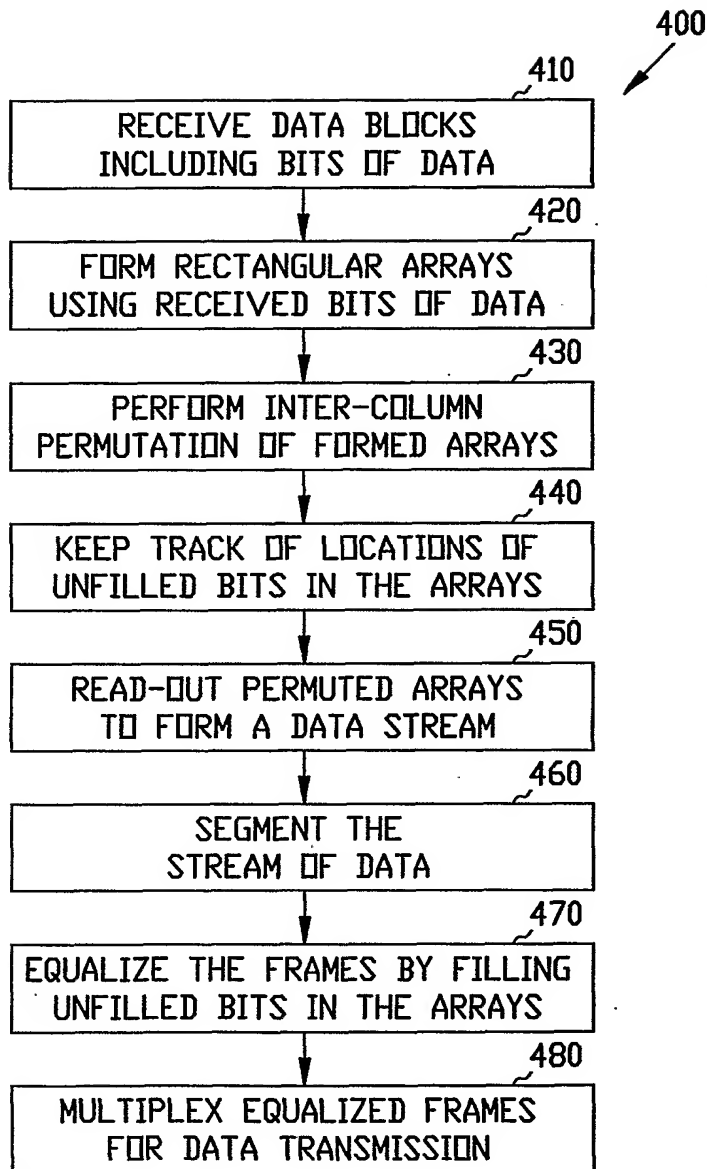 400
410
RECEIVE DATA BLOCKS
INCLUDING BITS OF DATA
420
FORM RECTANGULAR ARRAYS
USING RECEIVED BITS OF DATA
430
PERFORM INTER-COLUMN
PERMUTATION OF FORMED ARRAYS
440
KEEP TRACK OF LOCATIONS OF
UNFILLED BITS IN THE ARRAYS
450
READ-OUT PERMUTED ARRAYS
TO FORM A DATA STREAM
460
SEGMENT THE
STREAM OF DATA
470
EQUALIZE THE FRAMES BY FILLING
UNFILLED BITS IN THE ARRAYS
480
MULTIPLEX EQUALIZED FRAMES
FOR DATA TRANSMISSION